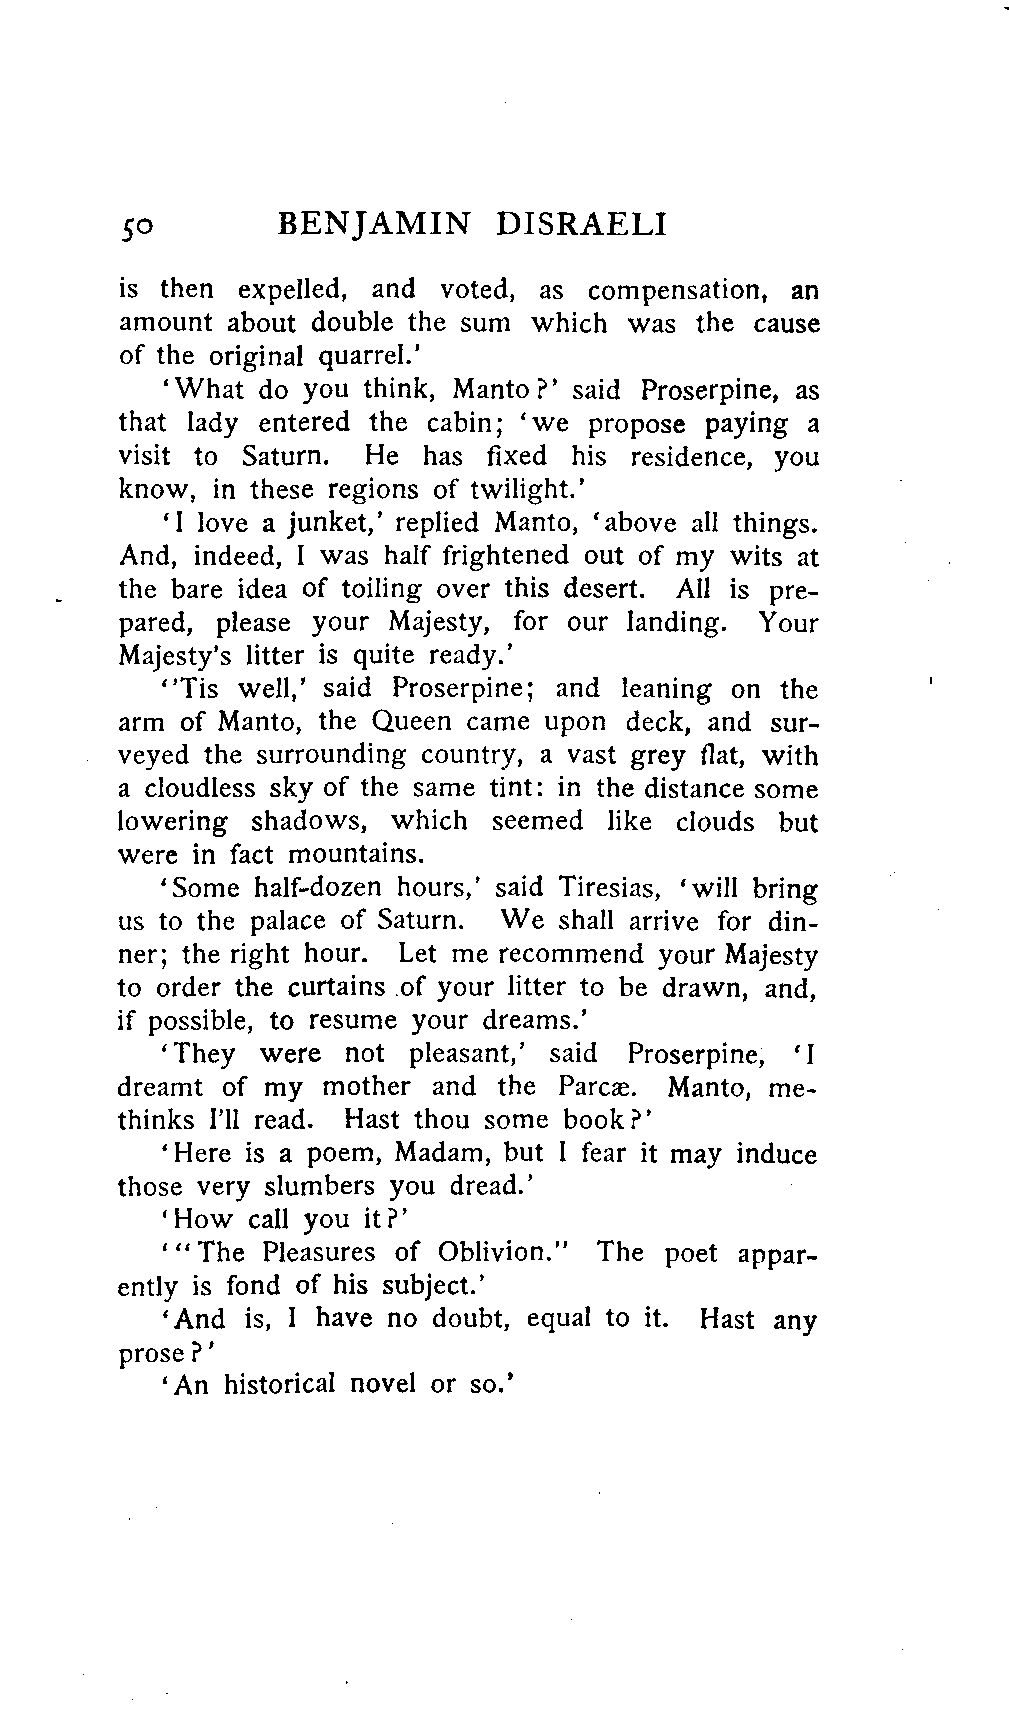 50 BENJAMIN DISRAELI
is then expelled, and voted, as compensation, an
amount about double the sum which was the cause
of the original quarrel.'
'What do you think, Manto?' said Proserpine, as
that lady entered the cabin; 'we propose paying a
visit to Saturn. He has fixed his residence, you
know, in these regions of twilight.'
'I love a junket,' replied Manto, 'above all things.
And, indeed, I was half frightened out of my wits at
the bare idea of toiling over this desert. All is pre-
pared, please your Majesty, for our landing. Your
Majesty's litter is quite ready.'
''Tis well,' said Proserpine; and leaning on the
arm of Manto, the Queen came upon deck, and sur-
veyed the surrounding country, a vast grey flat, with
a cloudless sky of the same tint: in the distance some
lowering shadows, which seemed like clouds but
were in fact mountains.
'Some half-dozen hours,' said Tiresias, 'will bring
us to the palace of Saturn. We shall arrive for din-
ner; the right hour. Let me recommend your Majesty
to order the curtains of your litter to be drawn, and,
if possible, to resume your dreams.'
'They were not pleasant,' said Proserpine, 'I
dreamt of my mother and the Parcæ. Manto, me-
thinks I'll read. Hast thou some book?'
'Here is a poem, Madam, but I fear it may induce
those very slumbers you dread.'
'How call you it?'
'"The Pleasures of Oblivion." The poet appar-
ently is fond of his subject.'
'And is, I have no doubt, equal to it. Hast any
prose?'
'An historical novel or so.'